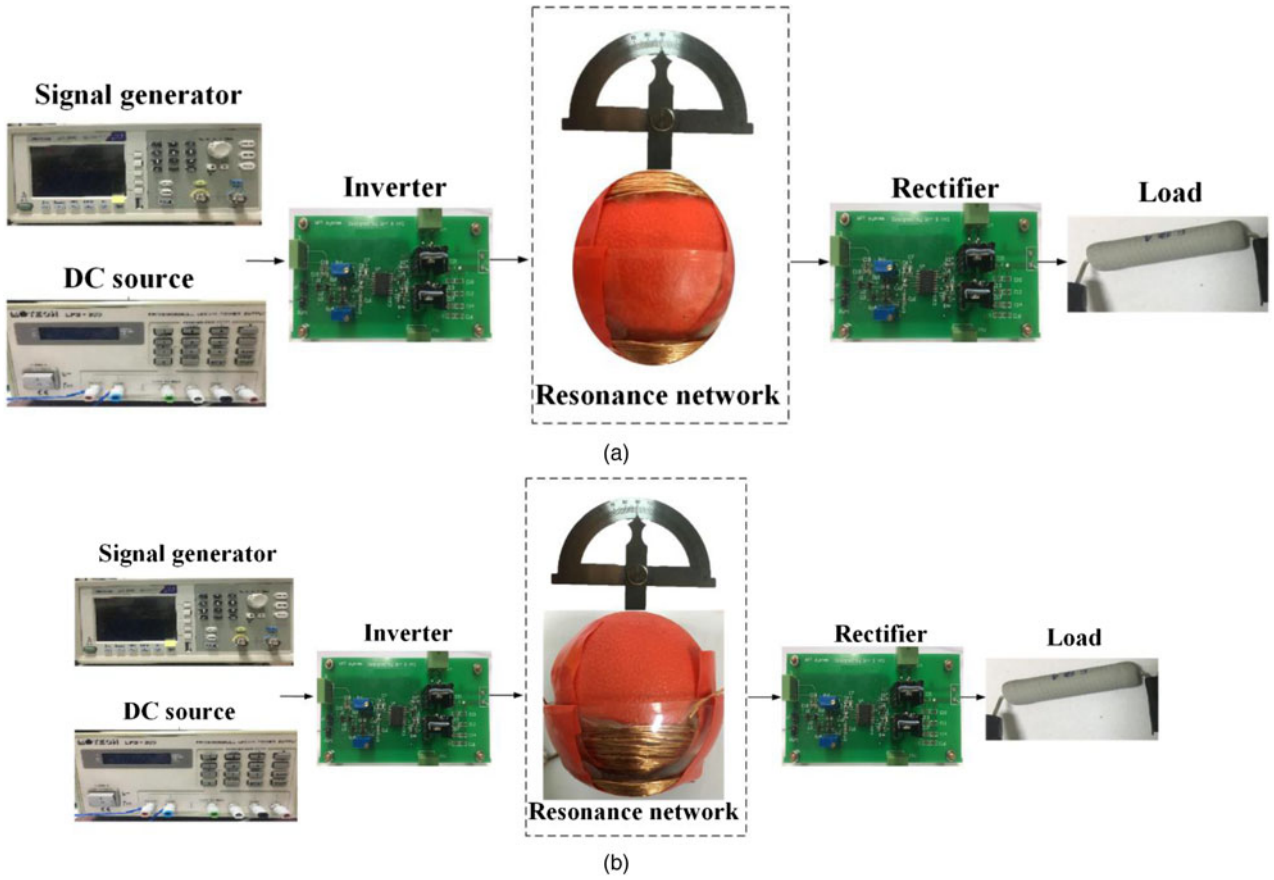 Signal generator
DC source
Inverter
Resonance network
Rectifier
Load
(a)
Signal generator
DC source
Inverter
Resonance network
Rectifier
Load
(b)